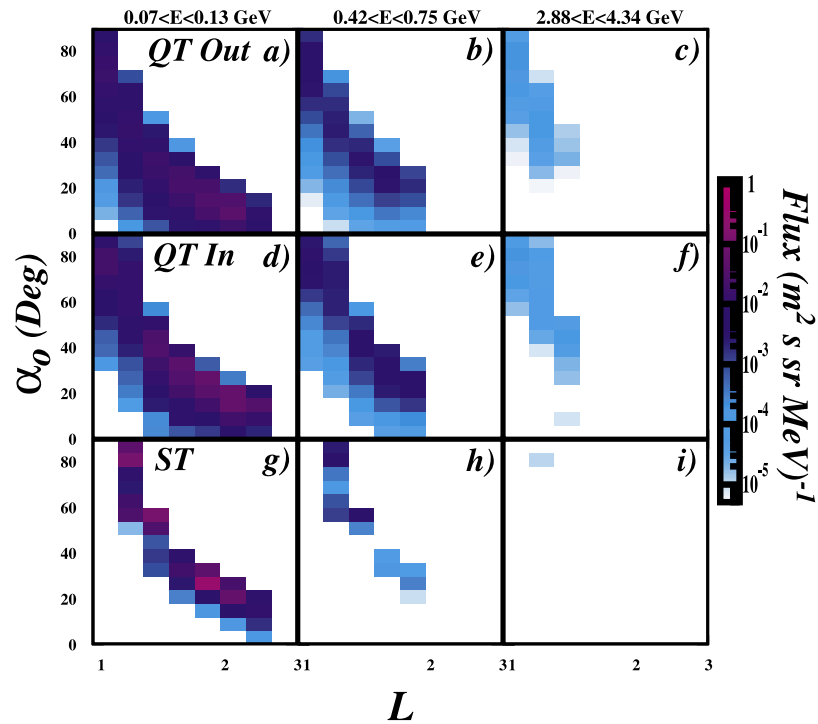 0.07<E<0.13 GeV 0.42<E<0.75 GeV 2.88<E<4.34 GeV
80 QT Out a) b) c)
60
40
20
0
80 QT In d) e) f)
60
40
20
0
80 ST g) h) i)
60
40
20
0
1 2 31 2 31 2 3
L
α0 (Deg)
1
10-1
10-2
10-3
10-4
10-5
Flux (m2 s sr MeV)-1